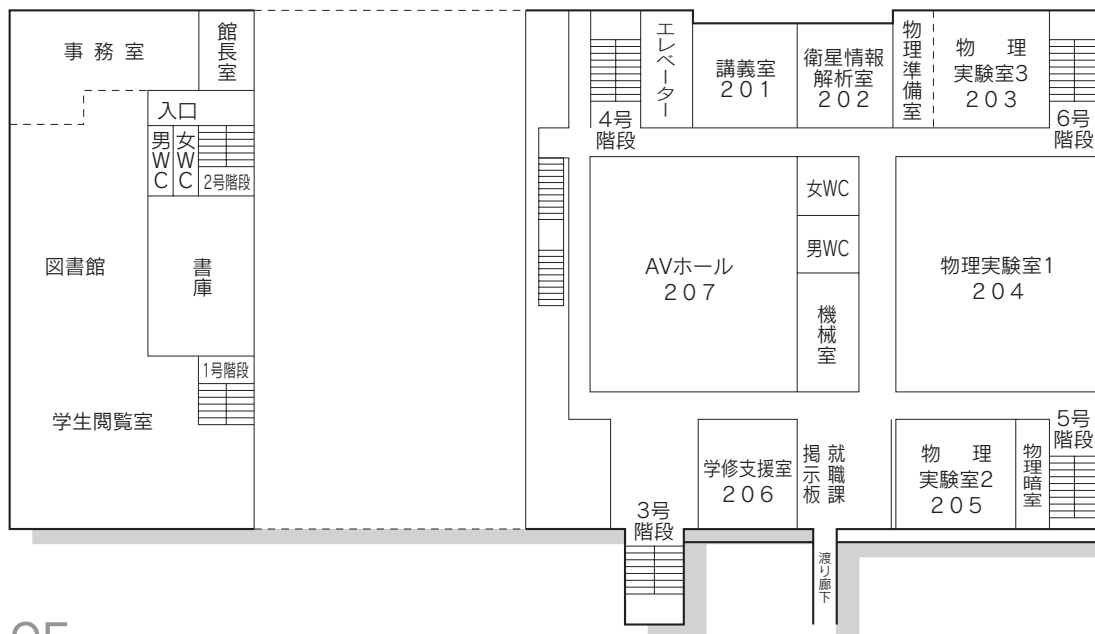 事務室
館長室
入口
男WC
女WC
2号階段
図書館
書庫
1号階段
学生閲覧室
4号
階段
エレベーター
講義室
201
衛星情報
解析室
202
物理準備室
物理
実験室3
203
6号
階段
AVホール
207
女WC
男WC
機械室
物理実験室1
204
3号
階段
学修支援室
206
就職課
掲示板
渡り廊下
物理
実験室2
205
物理暗室
5号
階段